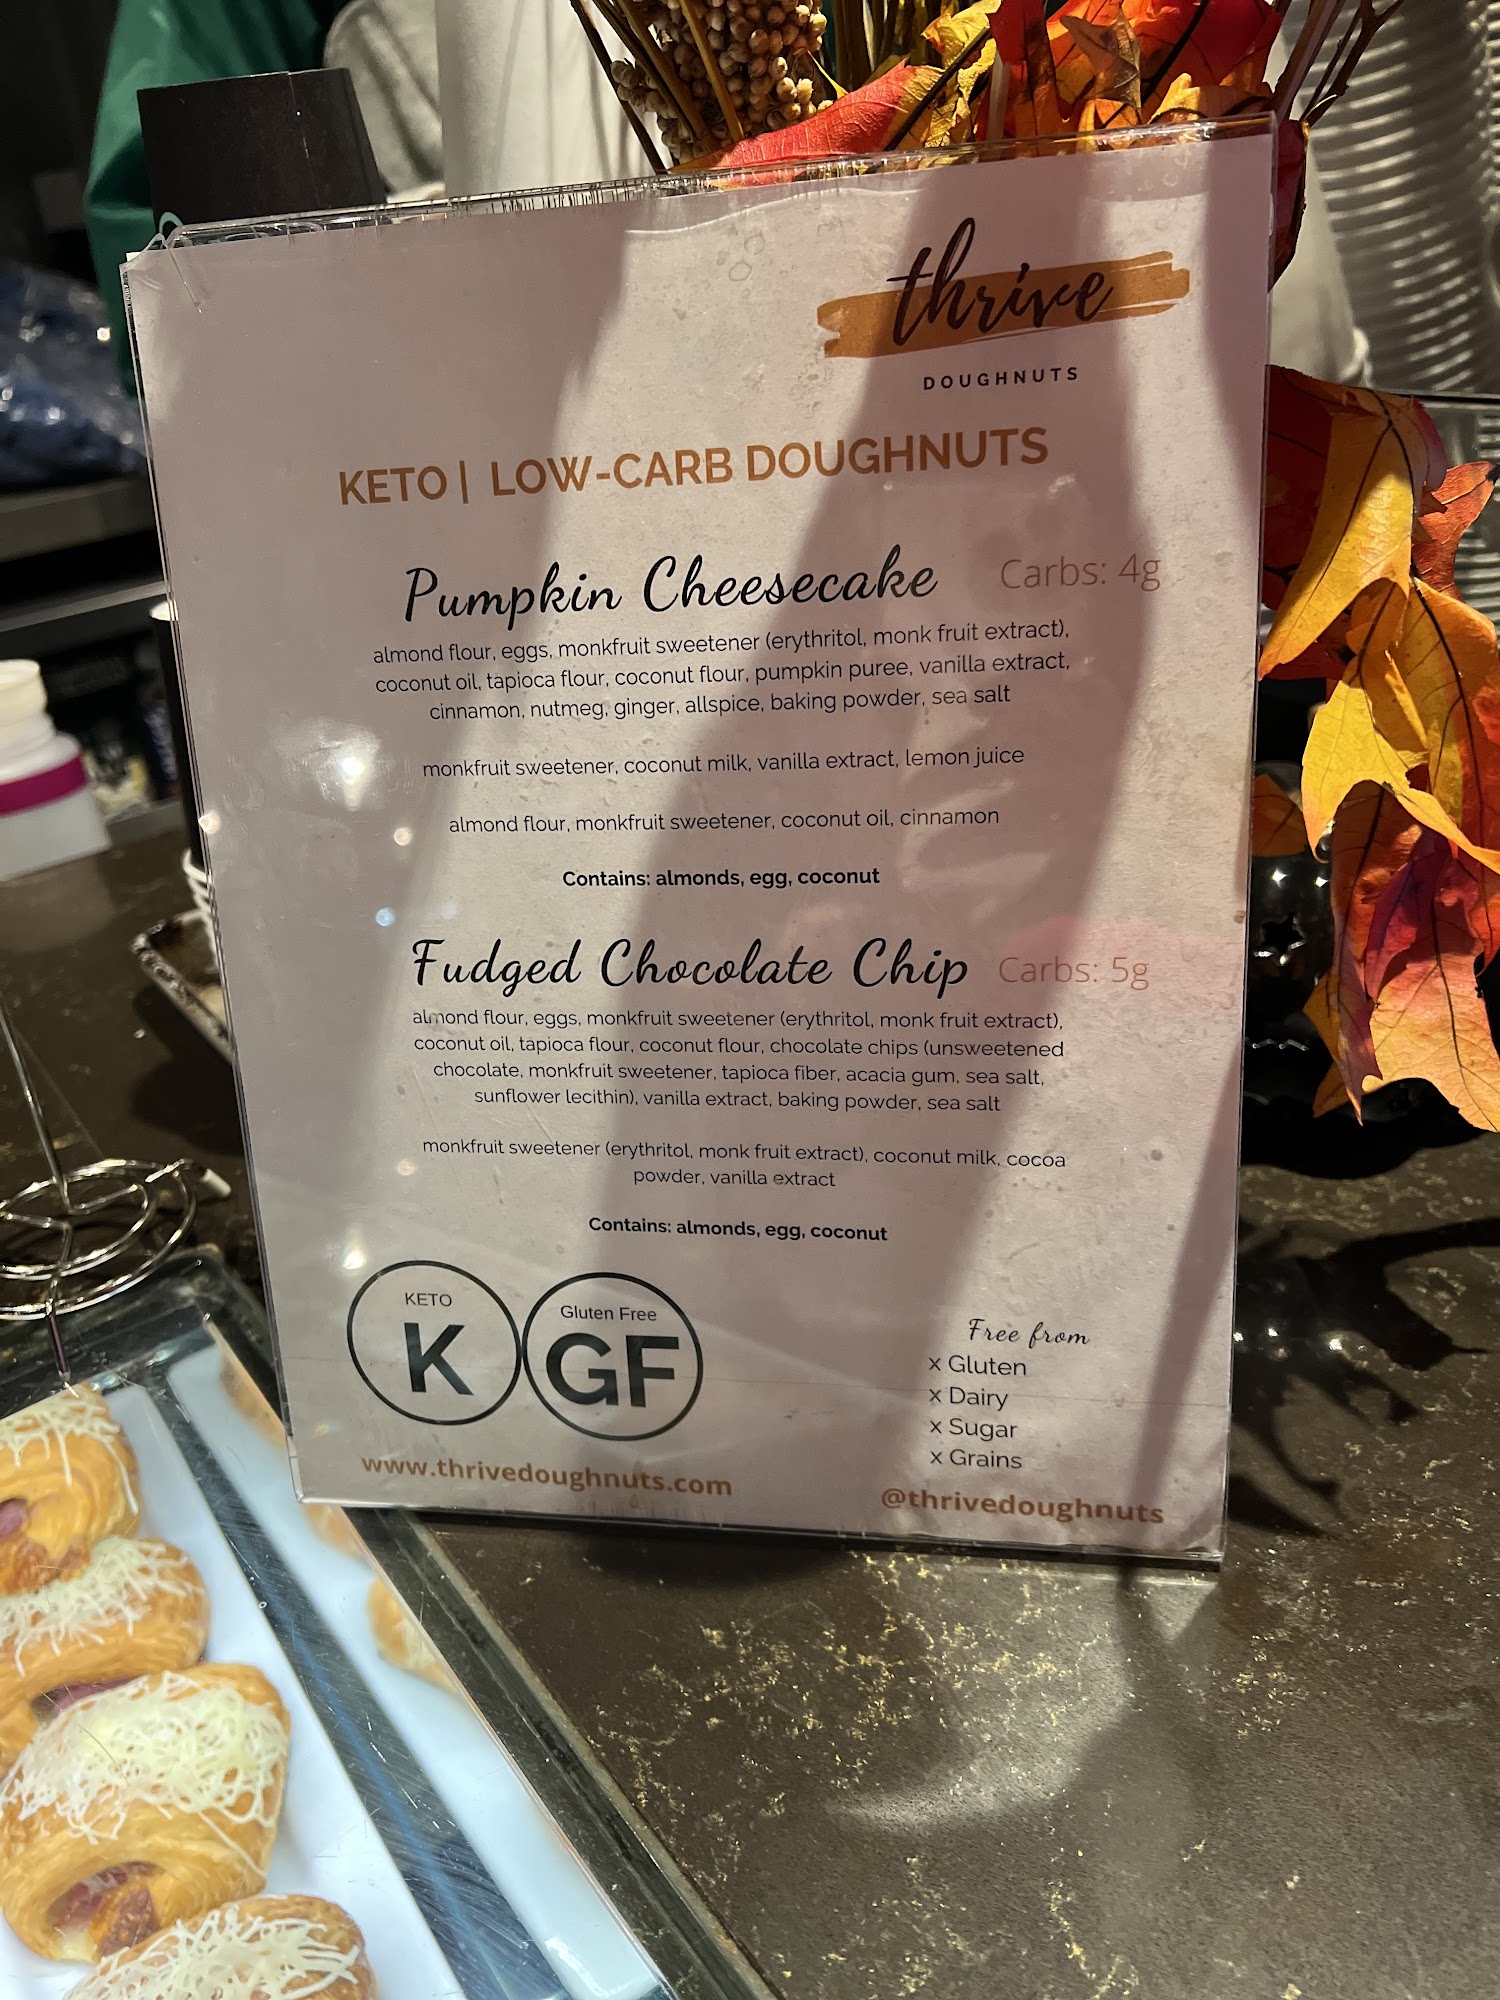 thrive
DOUGHNUTS
KETO | LOW-CARB DOUGHNUTS
Pumpkin Cheesecake Carbs: 4g
almond flour, eggs, monkfruit sweetener (erythritol, monk fruit extract),
coconut oil, tapioca flour, coconut flour, pumpkin puree, vanilla extract,
cinnamon, nutmeg, ginger, allspice, baking powder, sea salt
monkfruit sweetener, coconut milk, vanilla extract, lemon juice
almond flour, monkfruit sweetener, coconut oil, cinnamon
Contains: almonds, egg, coconut
Fudged Chocolate Chip Carbs: 5g
almond flour, eggs, monkfruit sweetener (erythritol, monk fruit extract),
coconut oil, tapioca flour, coconut flour, chocolate chips (unsweetened
chocolate, monkfruit sweetener, tapioca fiber, acacia gum, sea salt,
sunflower lecithin), vanilla extract, baking powder, sea salt
monkfruit sweetener (erythritol, monk fruit extract), coconut milk, cocoa
powder, vanilla extract
Contains: almonds, egg, coconut
KETO
K
Gluten Free
GF
Free from
x Gluten
x Dairy
x Sugar
x Grains
www.thrivedoughnuts.com
@thrivedoughnuts